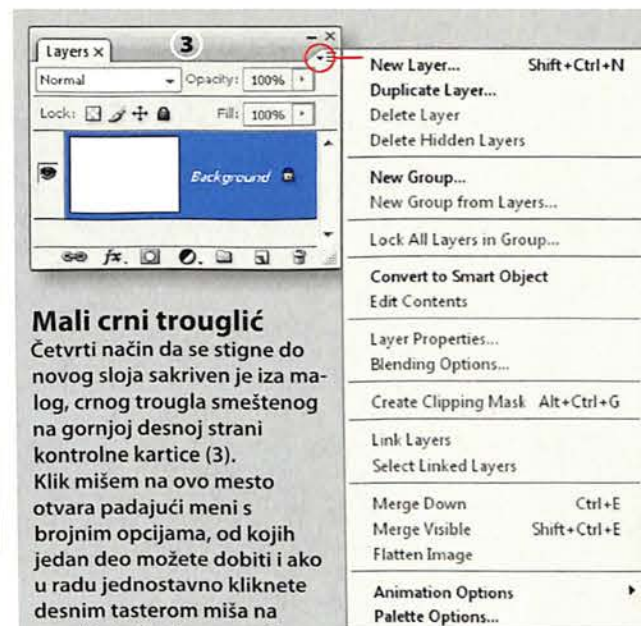 Layers ×
3
Normal
Opacity: 100%
Lock:
Fill: 100%
Background
fx.
Mali crni trouglić
Četvrti način da se stigne do
novog sloja sakriven je iza ma-
log, crnog trougla smeštenog
na gornjoj desnoj strani
kontrolne kartice (3).
Klik mišem na ovo mesto
otvara padajući meni s
brojnim opcijama, od kojih
jedan deo možete dobiti i ako
u radu jednostavno kliknete
desnim tasterom miša na
New Layer... Shift+Ctrl+N
Duplicate Layer...
Delete Layer
Delete Hidden Layers
New Group...
New Group from Layers...
Lock All Layers in Group...
Convert to Smart Object
Edit Contents
Layer Properties...
Blending Options...
Create Clipping Mask Alt+Ctrl+G
Link Layers
Select Linked Layers
Merge Down Ctrl+E
Merge Visible Shift+Ctrl+E
Flatten Image
Animation Options
Palette Options...